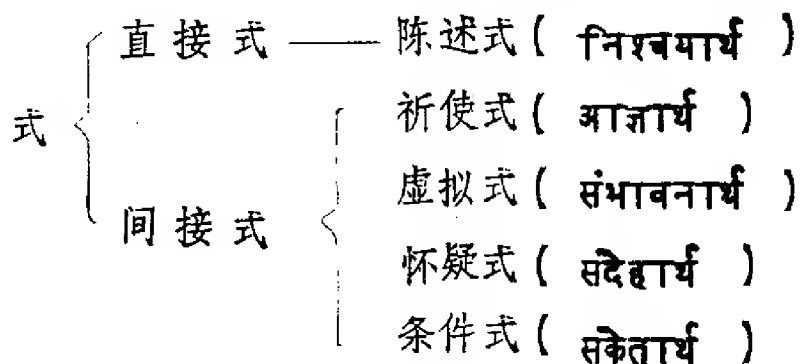 直接式 —— 陈述式( निश्चयार्थ )
祈使式( आज्ञार्थ )
式
虚拟式( संभावनार्थ )
间接式
怀疑式( संदेहार्थ )
条件式( संकेतार्थ )